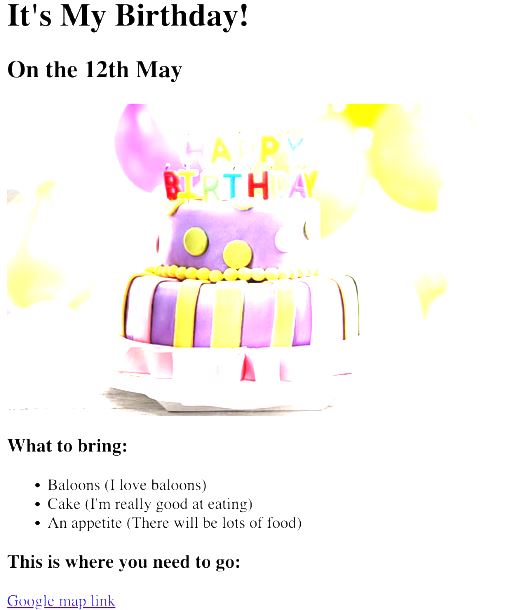 It's My Birthday!
On the 12th May
HAPPY
BIRTHDAY
What to bring:
Baloons (I love baloons)
Cake (I'm really good at eating)
An appetite (There will be lots of food)
This is where you need to go:
Google map link